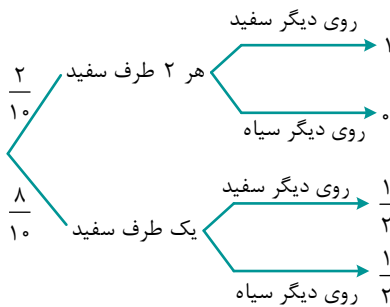 روی دیگر سفید
۱
۲/۱۰
هر ۲ طرف سفید
۰
روی دیگر سیاه
۸/۱۰
روی دیگر سفید
۱/۲
یک طرف سفید
۱/۲
روی دیگر سیاه